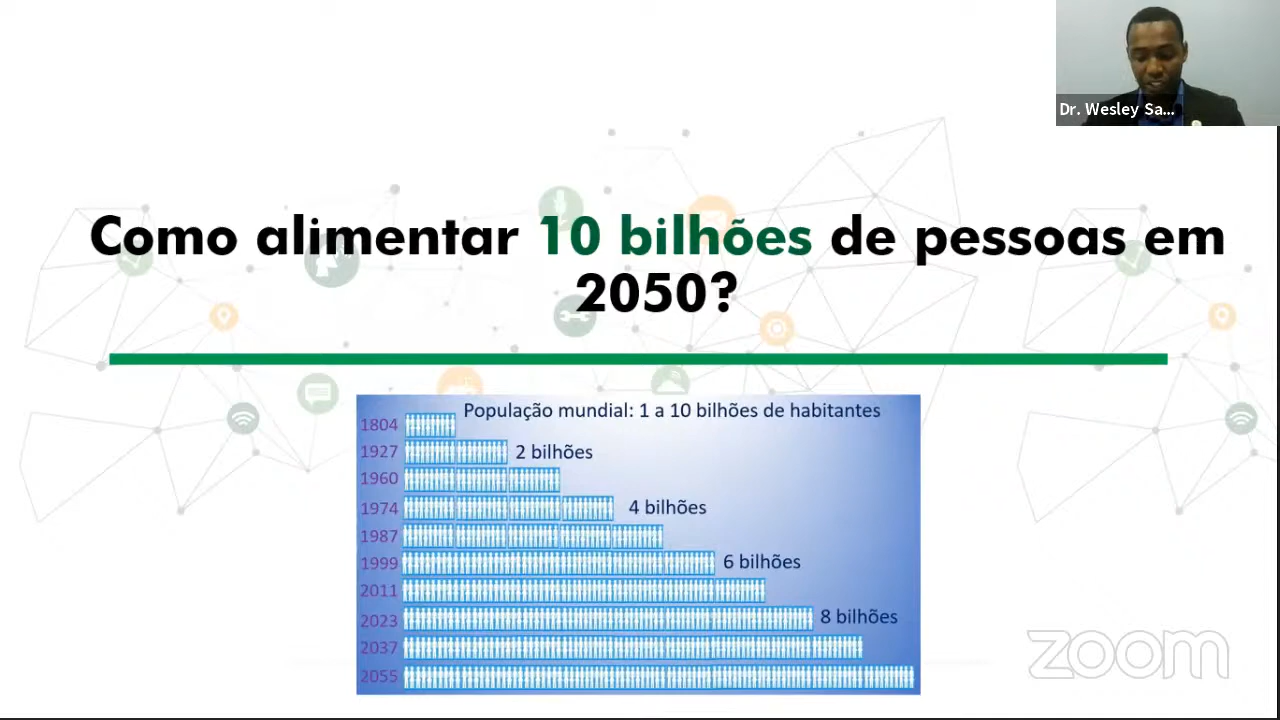 Dr. Wesley Sa...
Como alimentar 10 bilhões de pessoas em
2050?
População mundial: 1 a 10 bilhões de habitantes
1804
1927 2 bilhões
1960
1974 4 bilhões
1987
1999 6 bilhões
2011
2023 8 bilhões
2037
2055
zoom